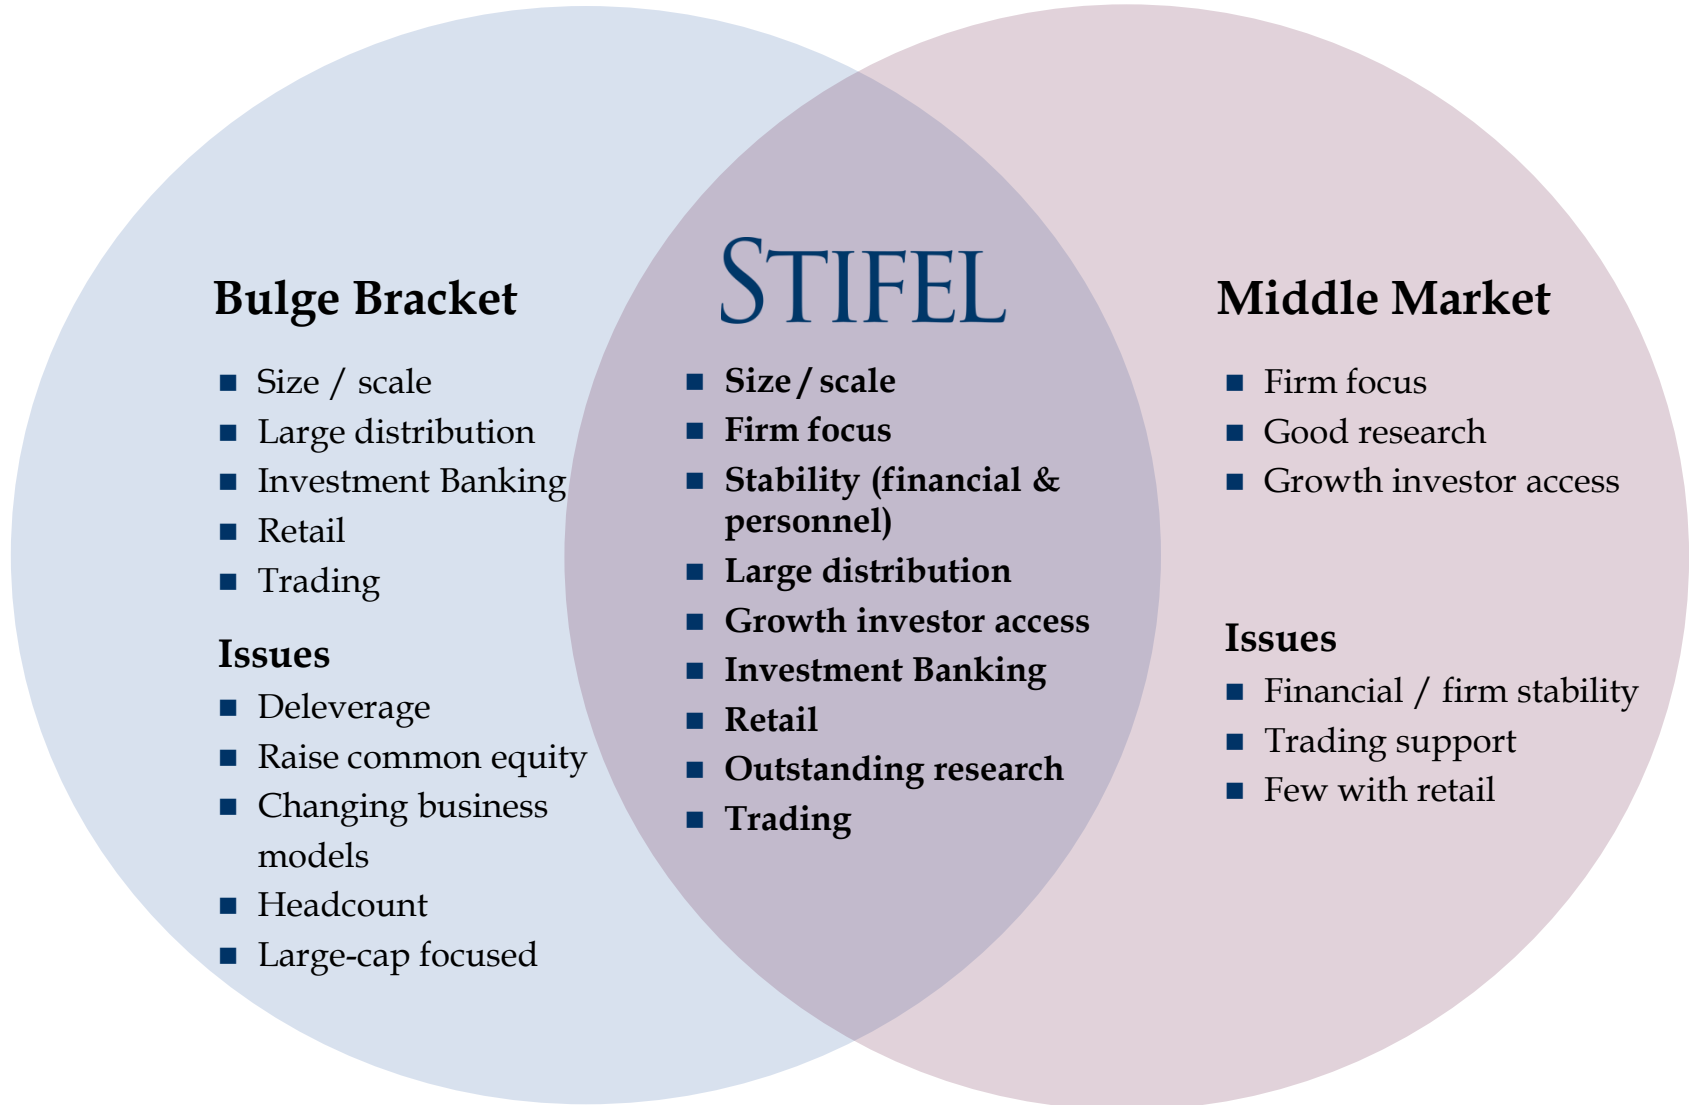 Bulge Bracket
■ Size / scale
■ Large distribution
■ Investment Banking
■ Retail
■ Trading
Issues
■ Deleverage
■ Raise common equity
■ Changing business
models
■ Headcount
■ Large-cap focused
STIFEL
■ Size / scale
■ Firm focus
■ Stability (financial &
personnel)
■ Large distribution
■ Growth investor access
■ Investment Banking
■ Retail
■ Outstanding research
■ Trading
Middle Market
■ Firm focus
■ Good research
■ Growth investor access
Issues
■ Financial / firm stability
■ Trading support
■ Few with retail